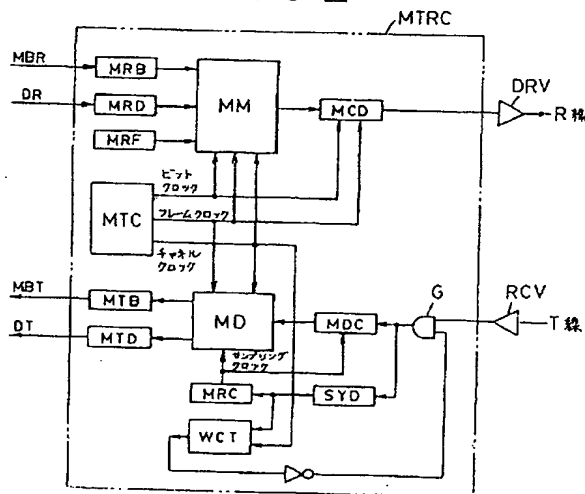 MTRC
MBR
MRB
DRV
DR
MRD
MM
MCD
R線
MRF
ビット
クロック
MTC
フレームクロック
チャネル
クロック
G
RCV
MBT
MTB
MD
MDC
T線
DT
MTD
サンプリング
クロック
MRC
SYD
WCT